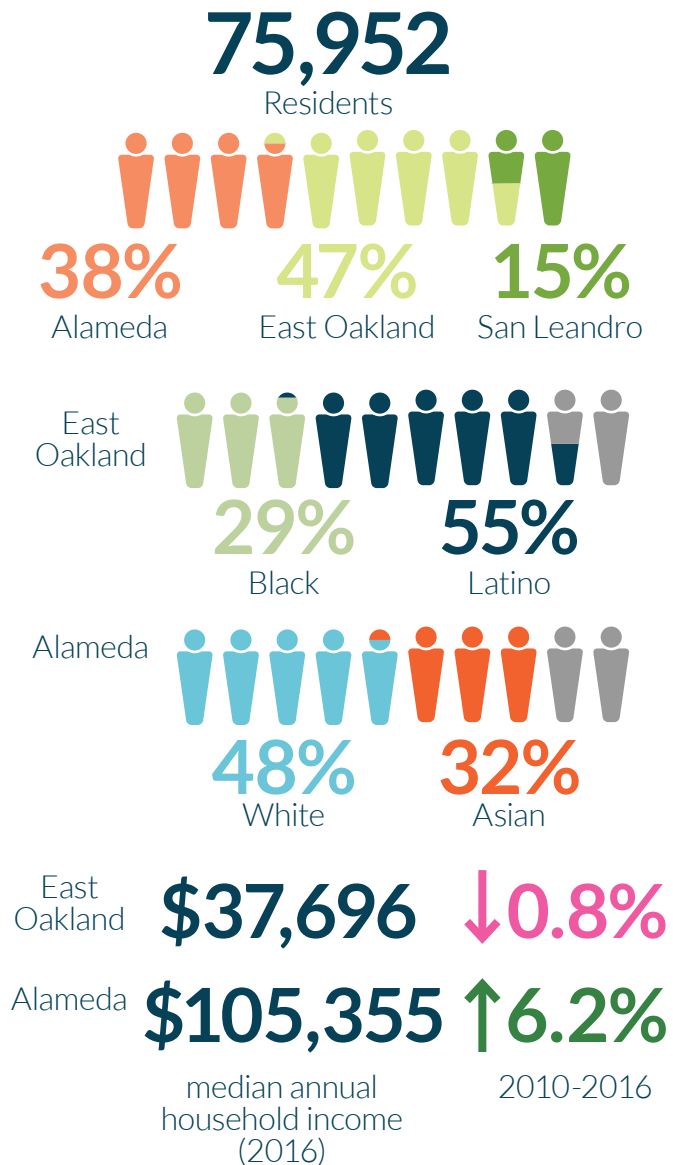 75,952
Residents
38% 47% 15%
Alameda East Oakland San Leandro
East
Oakland
29% 55%
Black Latino
Alameda
48% 32%
White Asian
East
Oakland
$37,696 ↓0.8%
Alameda $105,355 ↑6.2%
median annual
household income
(2016)
2010-2016